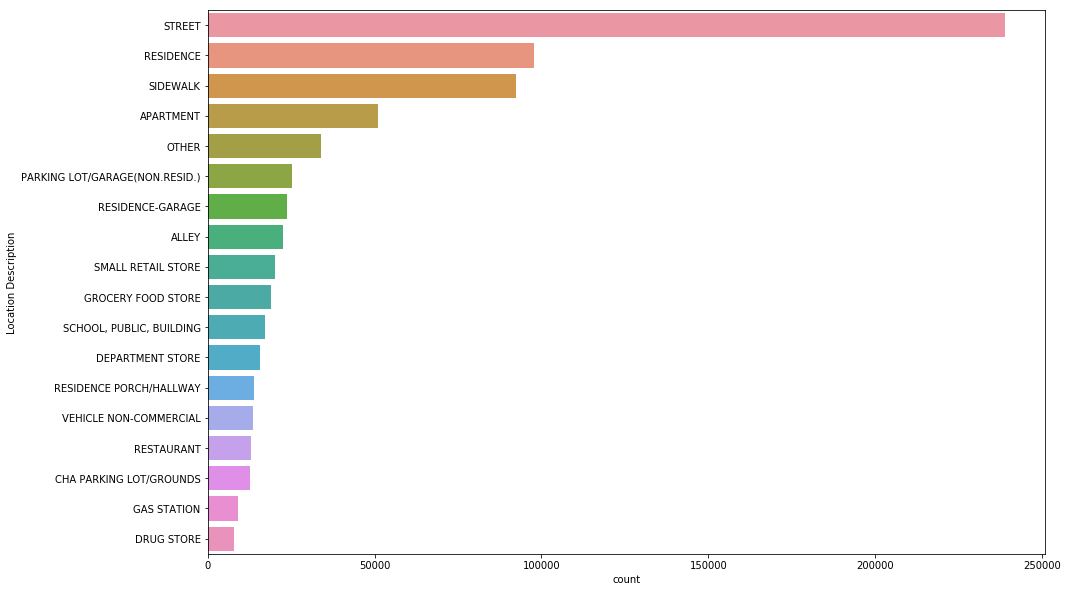 STREET
RESIDENCE
SIDEWALK
APARTMENT
OTHER
PARKING LOT/GARAGE(NON.RESID.)
RESIDENCE-GARAGE
ALLEY
SMALL RETAIL STORE
GROCERY FOOD STORE
SCHOOL, PUBLIC, BUILDING
DEPARTMENT STORE
RESIDENCE PORCH/HALLWAY
VEHICLE NON-COMMERCIAL
RESTAURANT
CHA PARKING LOT/GROUNDS
GAS STATION
DRUG STORE
Location Description
0 50000 100000 150000 200000 250000
count